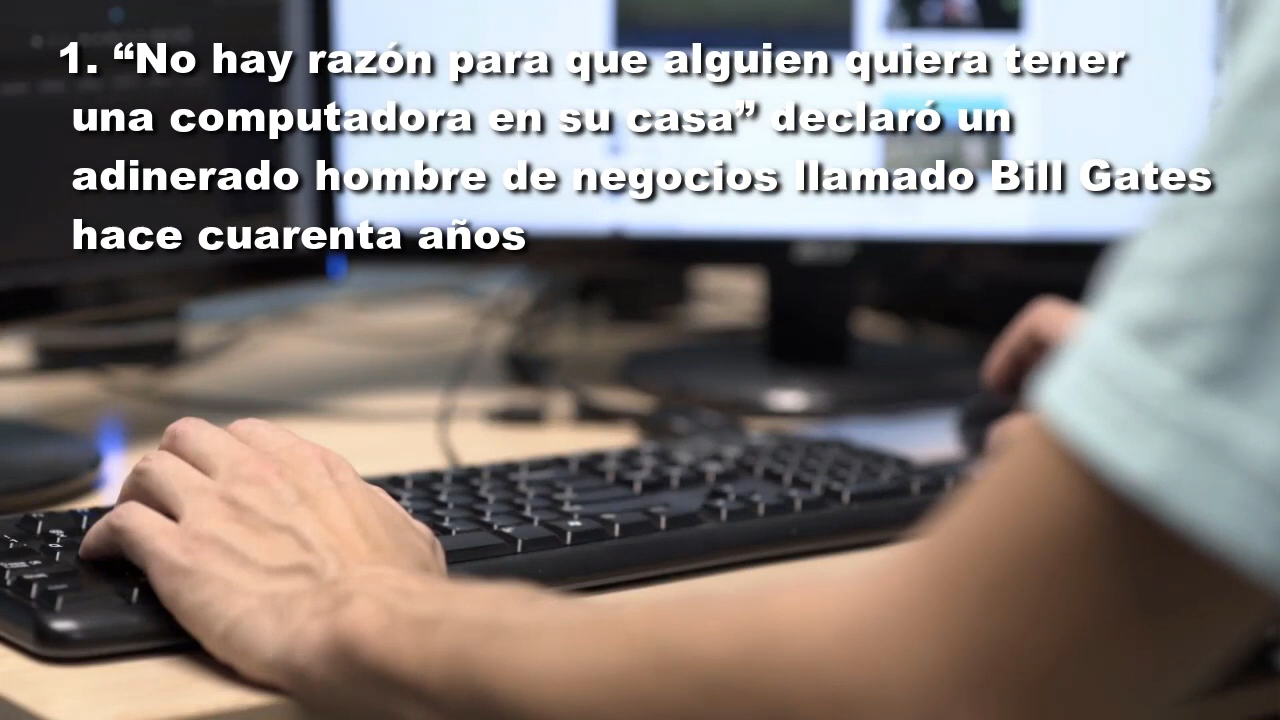 1. “No hay razón para que alguien quiera tener
una computadora en su casa” declaró un
adinerado hombre de negocios llamado Bill Gates
hace cuarenta años